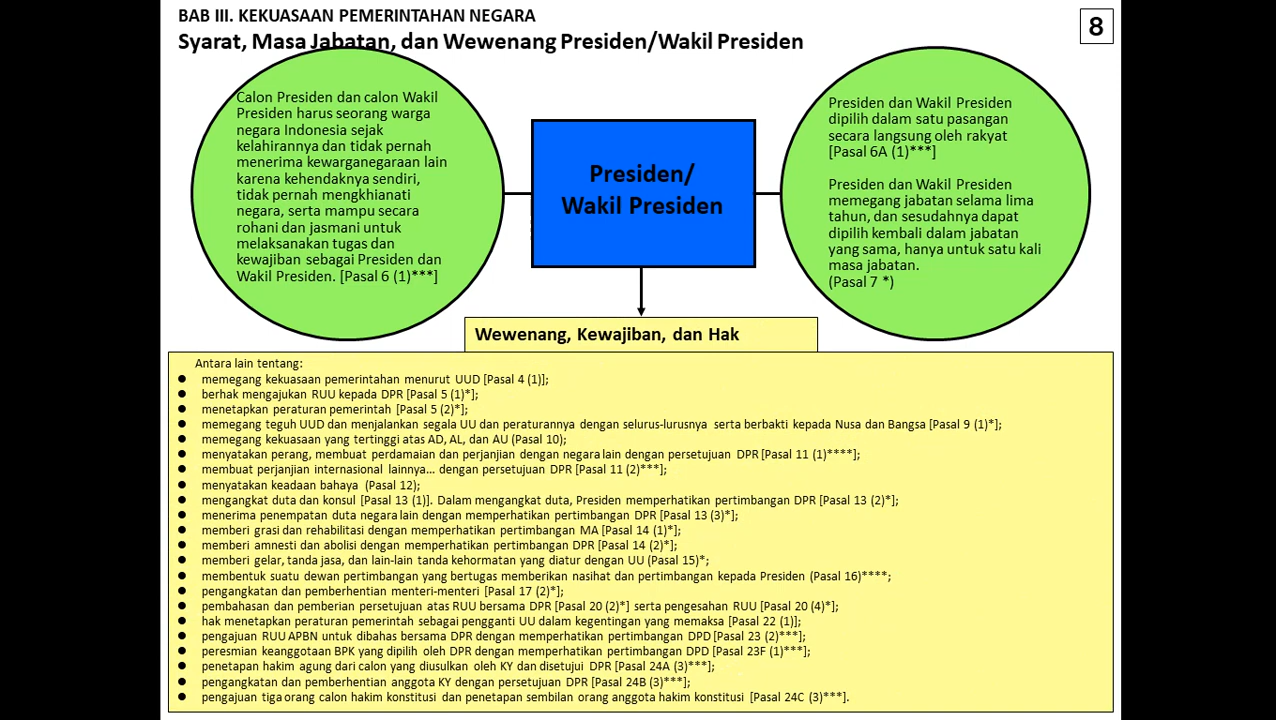 BAB III. KEKUASAAN PEMERINTAHAN NEGARA
Syarat, Masa Jabatan, dan Wewenang Presiden/Wakil Presiden
8
Calon Presiden dan calon Wakil
Presiden harus seorang warga
negara Indonesia sejak
kelahirannya dan tidak pernah
menerima kewarganegaraan lain
karena kehendaknya sendiri,
tidak pernah mengkhianati
negara, serta mampu secara
rohani dan jasmani untuk
melaksanakan tugas dan
kewajiban sebagai Presiden dan
Wakil Presiden. [Pasal 6 (1)***]
Presiden/
Wakil Presiden
Presiden dan Wakil Presiden
dipilih dalam satu pasangan
secara langsung oleh rakyat
[Pasal 6A (1)***]
Presiden dan Wakil Presiden
memegang jabatan selama lima
tahun, dan sesudahnya dapat
dipilih kembali dalam jabatan
yang sama, hanya untuk satu kali
masa jabatan.
(Pasal 7 *)
Wewenang, Kewajiban, dan Hak
Antara lain tentang:
● memegang kekuasaan pemerintahan menurut UUD [Pasal 4 (1)];
● berhak mengajukan RUU kepada DPR [Pasal 5 (1)*];
● menetapkan peraturan pemerintah [Pasal 5 (2)*];
● memegang teguh UUD dan menjalankan segala UU dan peraturannya dengan selurus-lurusnya serta berbakti kepada Nusa dan Bangsa [Pasal 9 (1)*];
● memegang kekuasaan yang tertinggi atas AD, AL, dan AU (Pasal 10);
● menyatakan perang, membuat perdamaian dan perjanjian dengan negara lain dengan persetujuan DPR [Pasal 11 (1)****];
● membuat perjanjian internasional lainnya... dengan persetujuan DPR [Pasal 11 (2)***];
● menyatakan keadaan bahaya (Pasal 12);
● mengangkat duta dan konsul [Pasal 13 (1)]. Dalam mengangkat duta, Presiden memperhatikan pertimbangan DPR [Pasal 13 (2)*];
● menerima penempatan duta negara lain dengan memperhatikan pertimbangan DPR [Pasal 13 (3)*];
● memberi grasi dan rehabilitasi dengan memperhatikan pertimbangan MA [Pasal 14 (1)*];
● memberi amnesti dan abolisi dengan memperhatikan pertimbangan DPR [Pasal 14 (2)*];
● memberi gelar, tanda jasa, dan lain-lain tanda kehormatan yang diatur dengan UU (Pasal 15)*;
● membentuk suatu dewan pertimbangan yang bertugas memberikan nasihat dan pertimbangan kepada Presiden (Pasal 16)****;
● pengangkatan dan pemberhentian menteri-menteri [Pasal 17 (2)*];
● pembahasan dan pemberian persetujuan atas RUU bersama DPR [Pasal 20 (2)*] serta pengesahan RUU [Pasal 20 (4)*];
● hak menetapkan peraturan pemerintah sebagai pengganti UU dalam kegentingan yang memaksa [Pasal 22 (1)];
● pengajuan RUU APBN untuk dibahas bersama DPR dengan memperhatikan pertimbangan DPD [Pasal 23 (2)***];
● peresmian keanggotaan BPK yang dipilih oleh DPR dengan memperhatikan pertimbangan DPD [Pasal 23F (1)***];
● penetapan hakim agung dari calon yang diusulkan oleh KY dan disetujui DPR [Pasal 24A (3)***];
● pengangkatan dan pemberhentian anggota KY dengan persetujuan DPR [Pasal 24B (3)***];
● pengajuan tiga orang calon hakim konstitusi dan penetapan sembilan orang anggota hakim konstitusi [Pasal 24C (3)***].